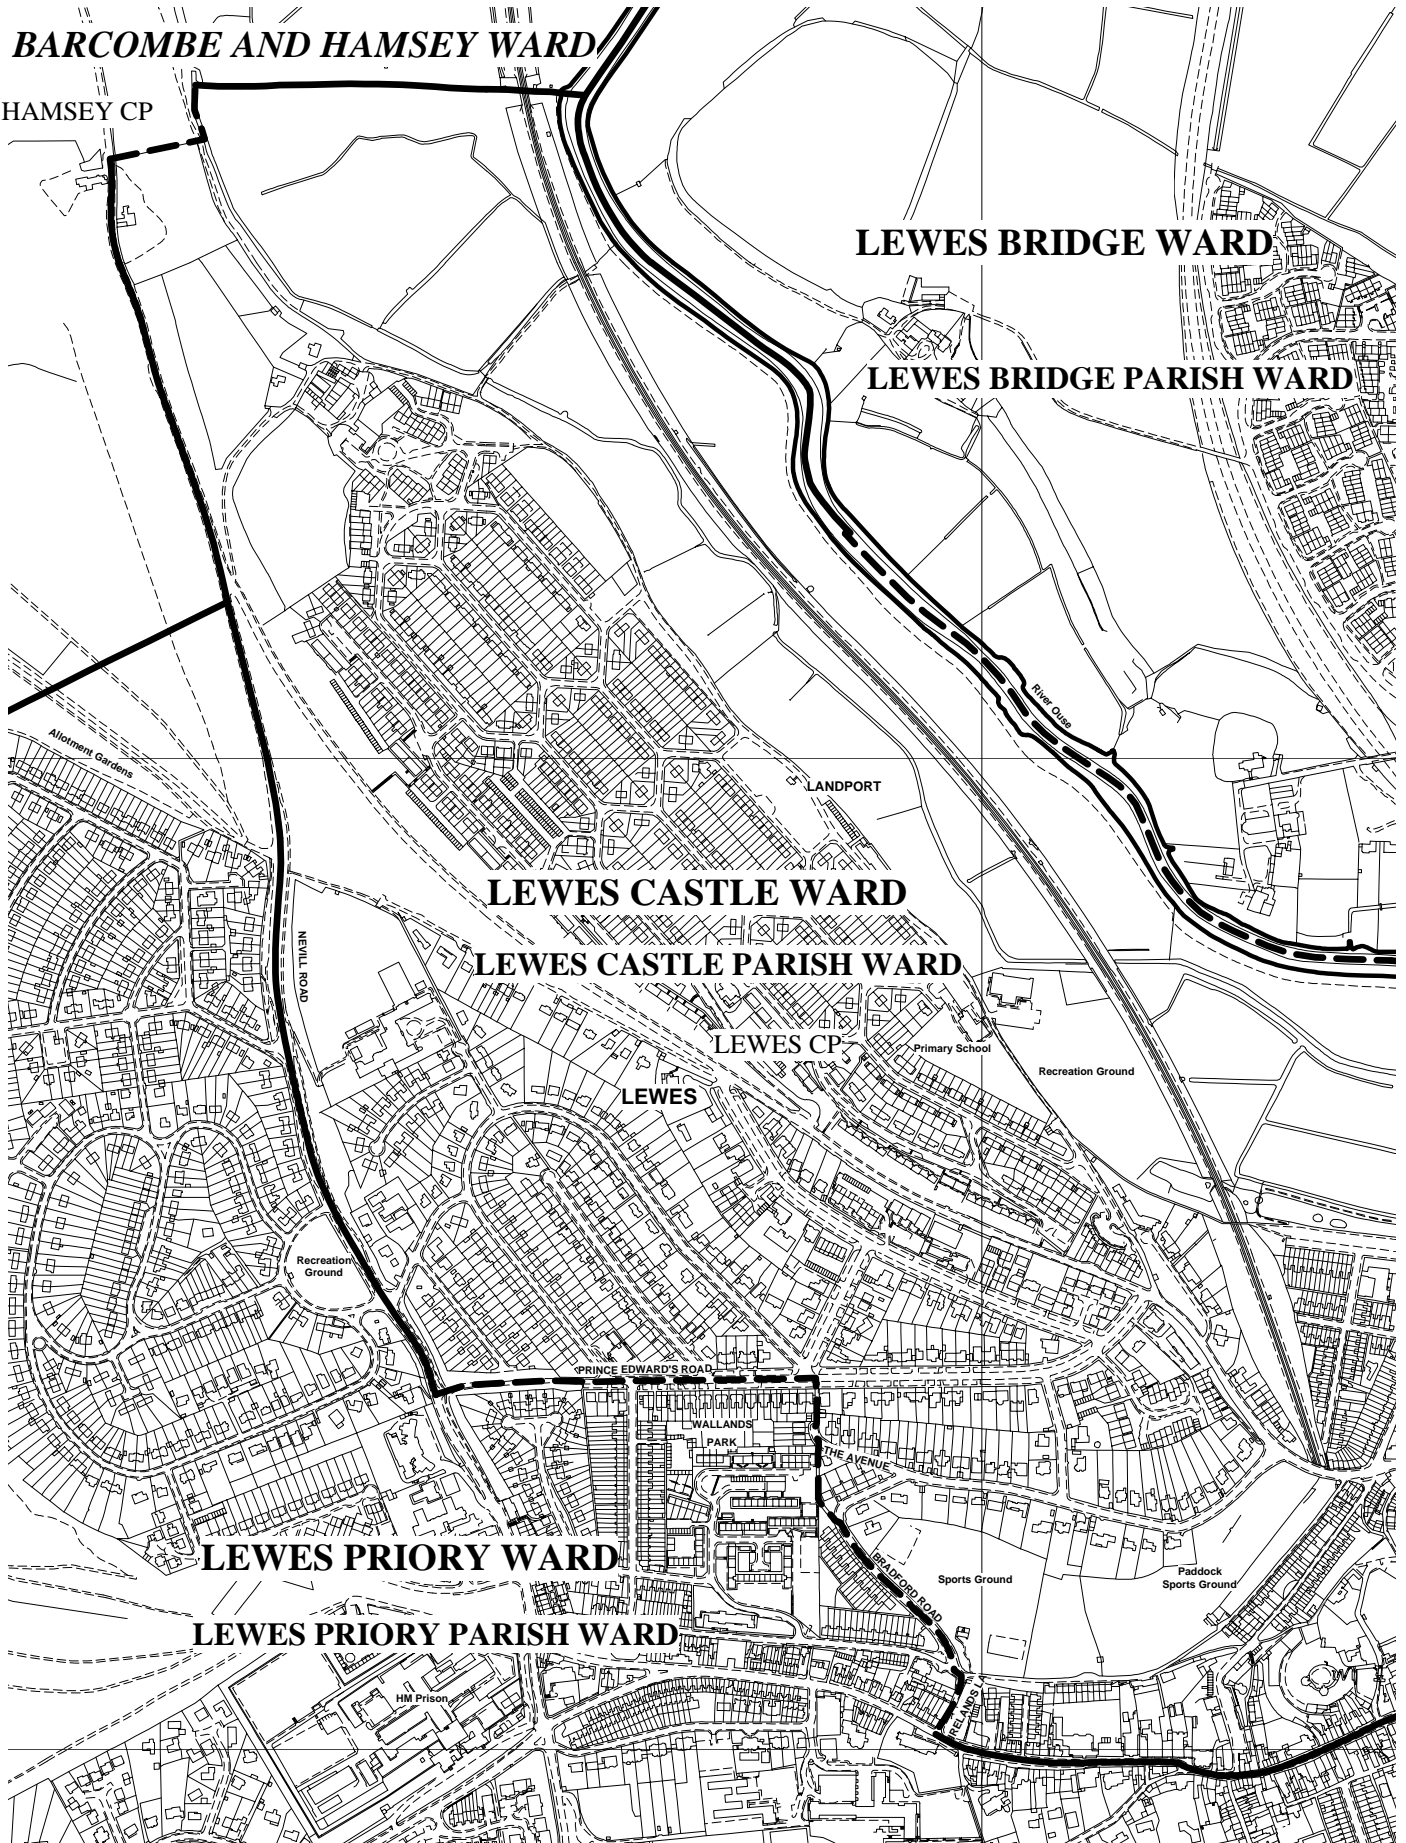 BARCOMBE AND HAMSEY WARD
HAMSEY CP
LEWES BRIDGE WARD
LEWES BRIDGE PARISH WARD
River Ouse
Allotment Gardens
LANDPORT
LEWES CASTLE WARD
NEVILL ROAD
LEWES CASTLE PARISH WARD
LEWES CP
Primary School
Recreation Ground
LEWES
Recreation
Ground
PRINCE EDWARD'S ROAD
WALLANDS
PARK
THE AVENUE
LEWES PRIORY WARD
BRADFORD ROAD
Sports Ground
Paddock
Sports Ground
LEWES PRIORY PARISH WARD
HM Prison
IRELANDS LA